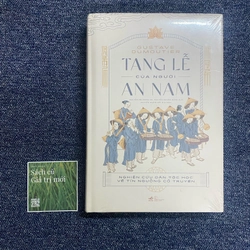 GUSTAVE
DUMOUTIER
TANG LỄ
CỦA NGƯỜI
AN NAM
NGHIÊN CỨU DÂN TỘC HỌC
VỀ TÍN NGƯỠNG CỔ TRUYỀN
Sách cũ
Giá trị mới